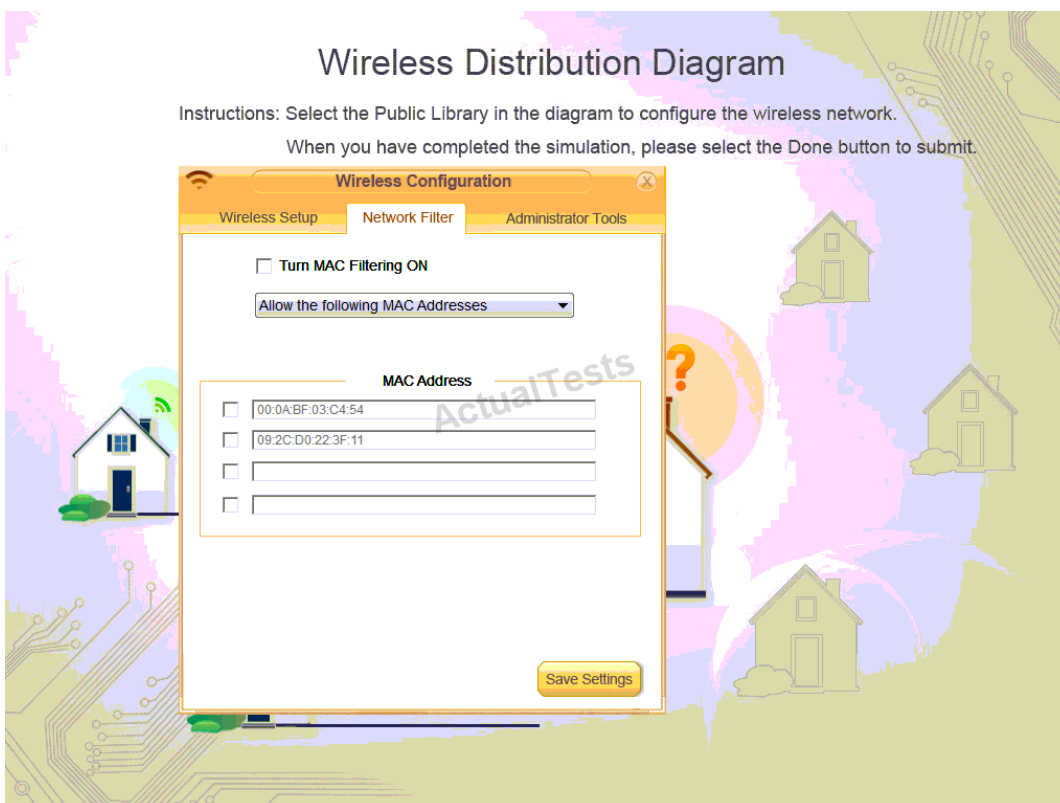 Wireless Distribution Diagram
Instructions: Select the Public Library in the diagram to configure the wireless network.
When you have completed the simulation, please select the Done button to submit.
Wireless Configuration
Wireless Setup
Network Filter
Administrator Tools
Turn MAC Filtering ON
Allow the following MAC Addresses
MAC Address
ActualTests
00:0A:BF:03:C4:54
09:2C:D0:22:3F:11
?
Save Settings